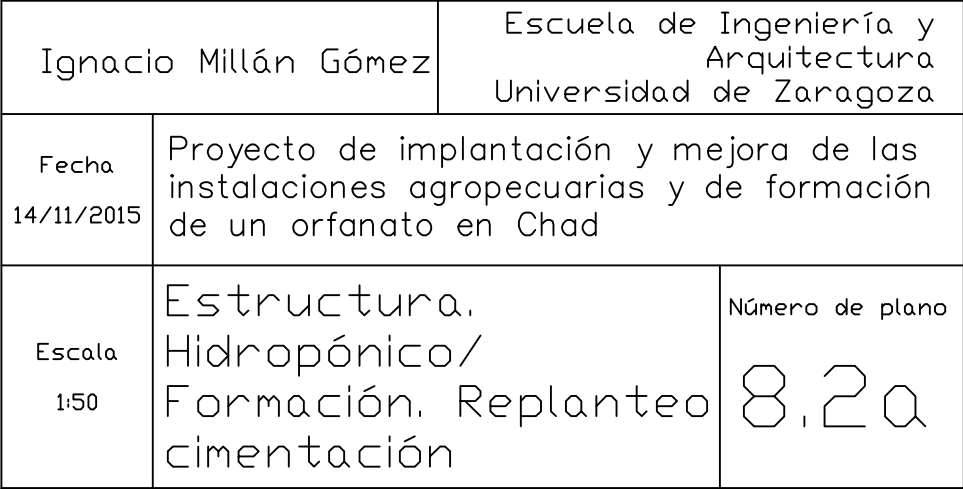 Ignacio Millán Gómez
Escuela de Ingeniería y
Arquitectura
Universidad de Zaragoza
Fecha
14/11/2015
Proyecto de implantación y mejora de las
instalaciones agropecuarias y de formación
de un orfanato en Chad
Escala
1:50
Estructura.
Hidropónico/
Formación. Replanteo
cimentación
Número de plano
8.2a